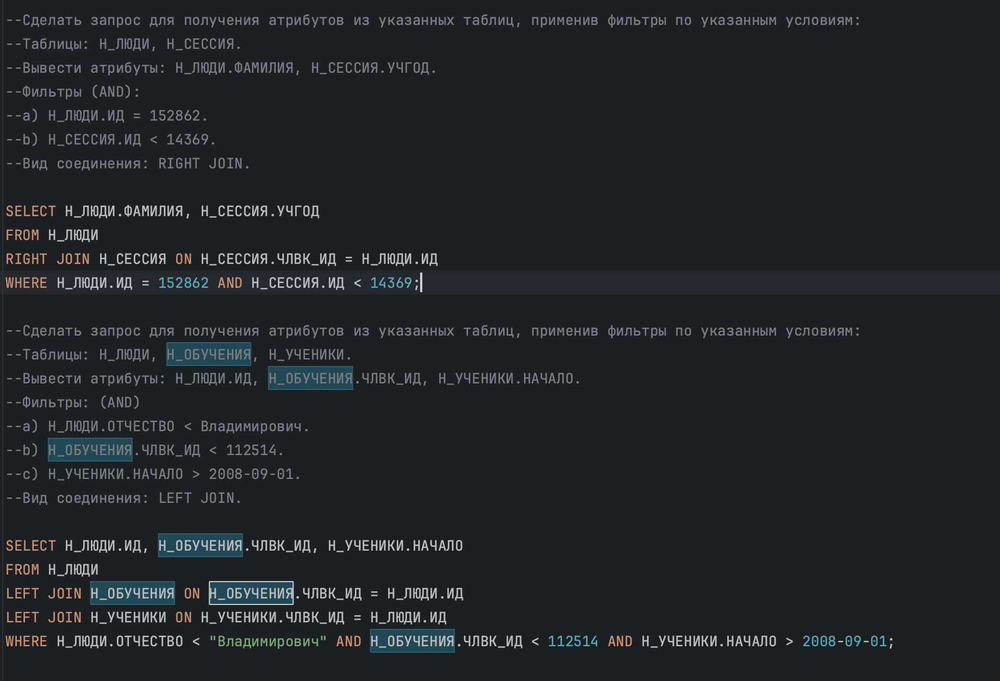 --Сделать запрос для получения атрибутов из указанных таблиц, применив фильтры по указанным условиям:
--Таблицы: Н_ЛЮДИ, Н_СЕССИЯ.
--Вывести атрибуты: Н_ЛЮДИ.ФАМИЛИЯ, Н_СЕССИЯ.УЧГОД.
--Фильтры (AND):
--a) Н_ЛЮДИ.ИД = 152862.
--b) Н_СЕССИЯ.ИД < 14369.
--Вид соединения: RIGHT JOIN.
SELECT Н_ЛЮДИ.ФАМИЛИЯ, Н_СЕССИЯ.УЧГОД
FROM Н_ЛЮДИ
RIGHT JOIN Н_СЕССИЯ ON Н_СЕССИЯ.ЧЛВК_ИД = Н_ЛЮДИ.ИД
WHERE Н_ЛЮДИ.ИД = 152862 AND Н_СЕССИЯ.ИД < 14369;
--Сделать запрос для получения атрибутов из указанных таблиц, применив фильтры по указанным условиям:
--Таблицы: Н_ЛЮДИ, Н_ОБУЧЕНИЯ, Н_УЧЕНИКИ.
--Вывести атрибуты: Н_ЛЮДИ.ИД, Н_ОБУЧЕНИЯ.ЧЛВК_ИД, Н_УЧЕНИКИ.НАЧАЛО.
--Фильтры: (AND)
--a) Н_ЛЮДИ.ОТЧЕСТВО < Владимирович.
--b) Н_ОБУЧЕНИЯ.ЧЛВК_ИД < 112514.
--c) Н_УЧЕНИКИ.НАЧАЛО > 2008-09-01.
--Вид соединения: LEFT JOIN.
SELECT Н_ЛЮДИ.ИД, Н_ОБУЧЕНИЯ.ЧЛВК_ИД, Н_УЧЕНИКИ.НАЧАЛО
FROM Н_ЛЮДИ
LEFT JOIN Н_ОБУЧЕНИЯ ON Н_ОБУЧЕНИЯ.ЧЛВК_ИД = Н_ЛЮДИ.ИД
LEFT JOIN Н_УЧЕНИКИ ON Н_УЧЕНИКИ.ЧЛВК_ИД = Н_ЛЮДИ.ИД
WHERE Н_ЛЮДИ.ОТЧЕСТВО < "Владимирович" AND Н_ОБУЧЕНИЯ.ЧЛВК_ИД < 112514 AND Н_УЧЕНИКИ.НАЧАЛО > 2008-09-01;